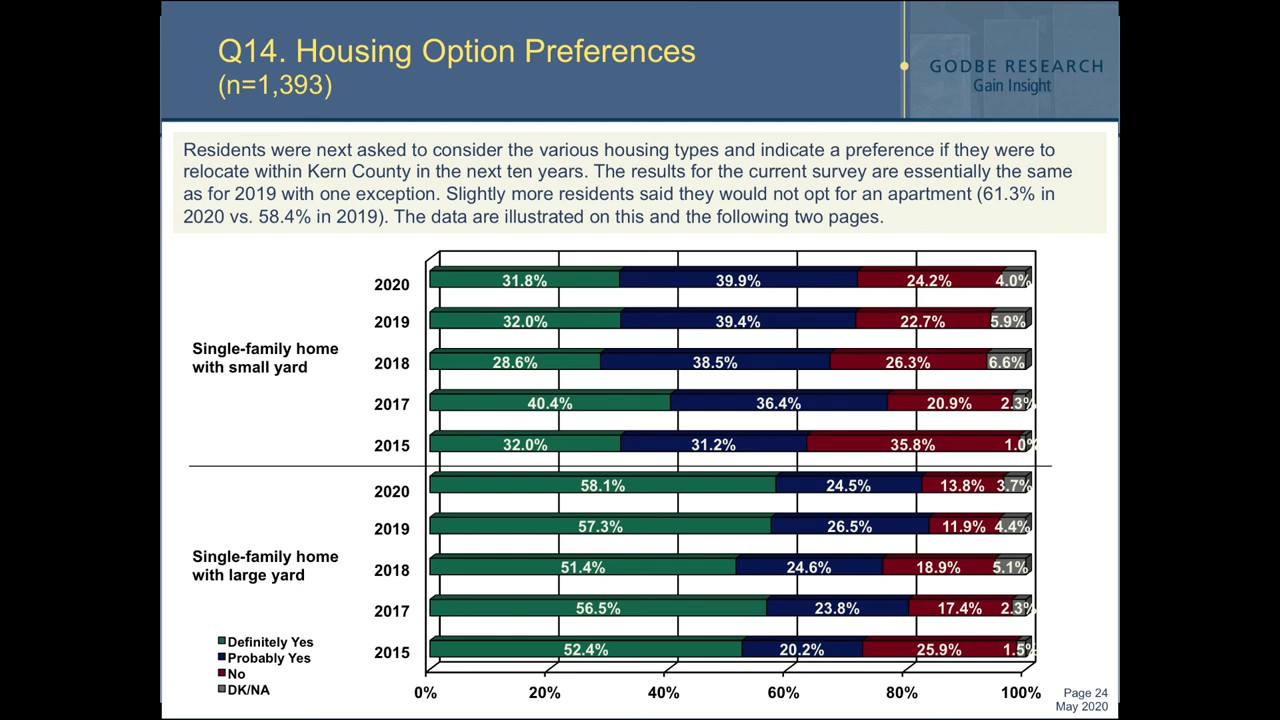 Q14. Housing Option Preferences
(n=1,393)
GODBE RESEARCH
Gain Insight
Residents were next asked to consider the various housing types and indicate a preference if they were to
relocate within Kern County in the next ten years. The results for the current survey are essentially the same
as for 2019 with one exception. Slightly more residents said they would not opt for an apartment (61.3% in
2020 vs. 58.4% in 2019). The data are illustrated on this and the following two pages.
Single-family home
with small yard
2020 31.8% 39.9% 24.2% 4.0%
2019 32.0% 39.4% 22.7% 5.9%
2018 28.6% 38.5% 26.3% 6.6%
2017 40.4% 36.4% 20.9% 2.3%
2015 32.0% 31.2% 35.8% 1.0%
Single-family home
with large yard
2020 58.1% 24.5% 13.8% 3.7%
2019 57.3% 26.5% 11.9% 4.4%
2018 51.4% 24.6% 18.9% 5.1%
2017 56.5% 23.8% 17.4% 2.3%
2015 52.4% 20.2% 25.9% 1.5%
Definitely Yes
Probably Yes
No
DK/NA
0% 20% 40% 60% 80% 100%
Page 24
May 2020